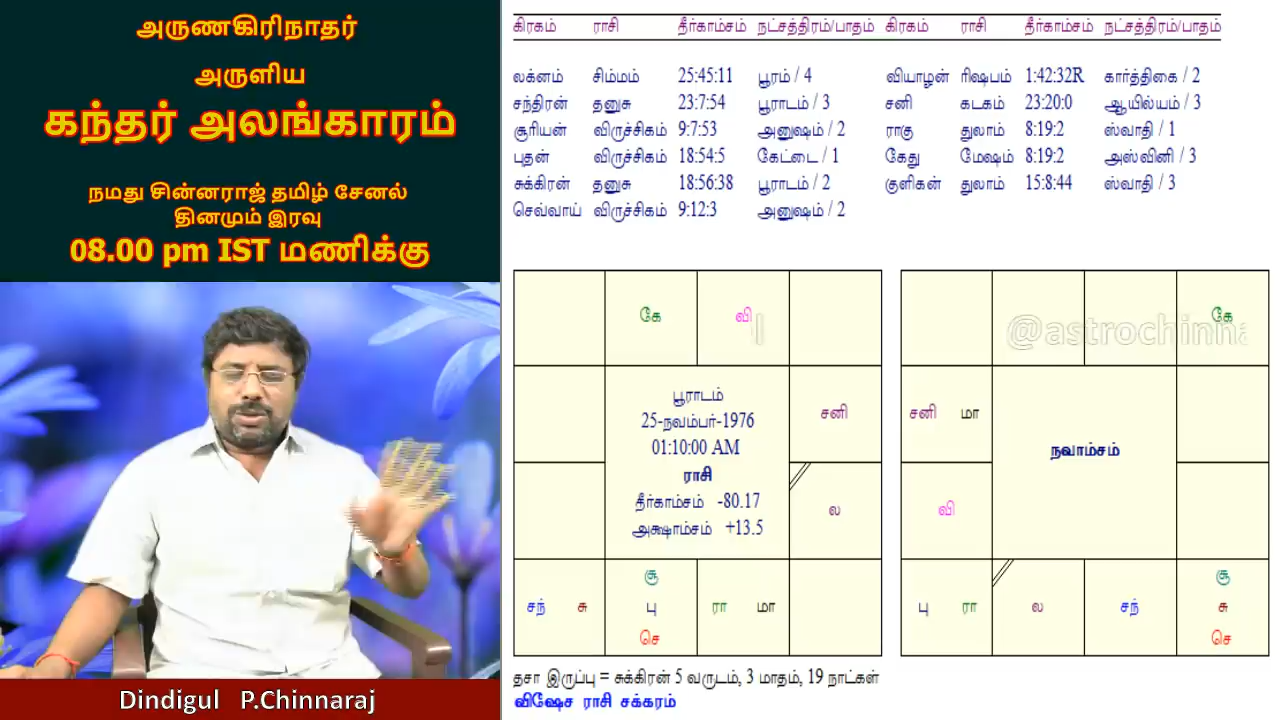 அருணகிரிநாதர்
அருளிய
கந்தர் அலங்காரம்
நமது சின்னராஜ் தமிழ் சேனல்
தினமும் இரவு
08.00 pm IST மணிக்கு
Dindigul P.Chinnaraj
கிரகம் ராசி தீர்காம்சம் நட்சத்திரம்/பாதம் கிரகம் ராசி தீர்காம்சம் நட்சத்திரம்/பாதம்
லக்னம் சிம்மம் 25:45:11 பூரம் / 4 வியாழன் ரிஷபம் 1:42:32R கார்த்திகை / 2
சந்திரன் தனுசு 23:7:54 பூராடம் / 3 சனி கடகம் 23:20:0 ஆயில்யம் / 3
சூரியன் விருச்சிகம் 9:7:53 அனுஷம் / 2 ராகு துலாம் 8:19:2 ஸ்வாதி / 1
புதன் விருச்சிகம் 18:54:5 கேட்டை / 1 கேது மேஷம் 8:19:2 அஸ்வினி / 3
சுக்கிரன் தனுசு 18:56:38 பூராடம் / 2 குளிகன் துலாம் 15:8:44 ஸ்வாதி / 3
செவ்வாய் விருச்சிகம் 9:12:3 அனுஷம் / 2
கே வி
பூராடம்
25-நவம்பர்-1976
01:10:00 AM
ராசி
தீர்காம்சம் -80.17
அக்ஷாம்சம் +13.5
சனி
ல
சந் சு
சூ
பு
செ
ரா மா
@astrochinna
கே
சனி மா
நவாம்சம்
வி
பு ரா
ல
சந்
சூ
சு
செ
தசா இருப்பு = சுக்கிரன் 5 வருடம், 3 மாதம், 19 நாட்கள்
விஷேச ராசி சக்கரம்